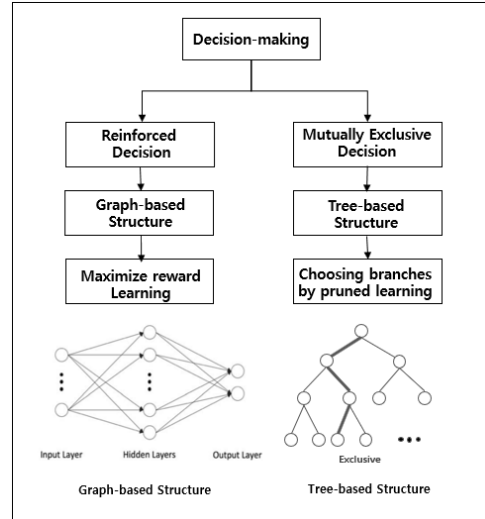 Decision-making
Reinforced
Decision
Mutually Exclusive
Decision
Graph-based
Structure
Tree-based
Structure
Maximize reward
Learning
Choosing branches
by pruned learning
Input Layer
Hidden Layers
Output Layer
Exclusive
Graph-based Structure
Tree-based Structure